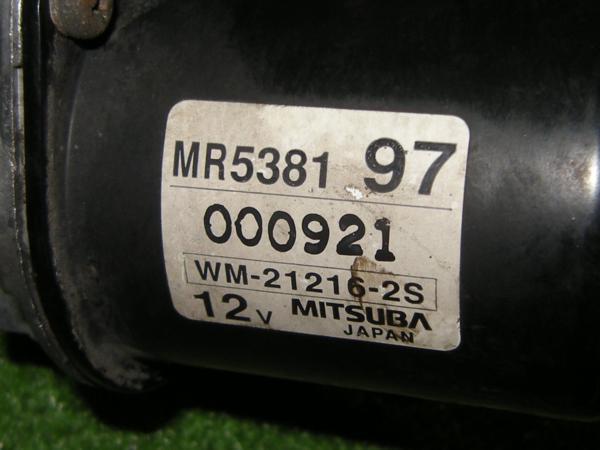 MR5381 97
000921
WM-21216-2S
12V MITSUBA
JAPAN